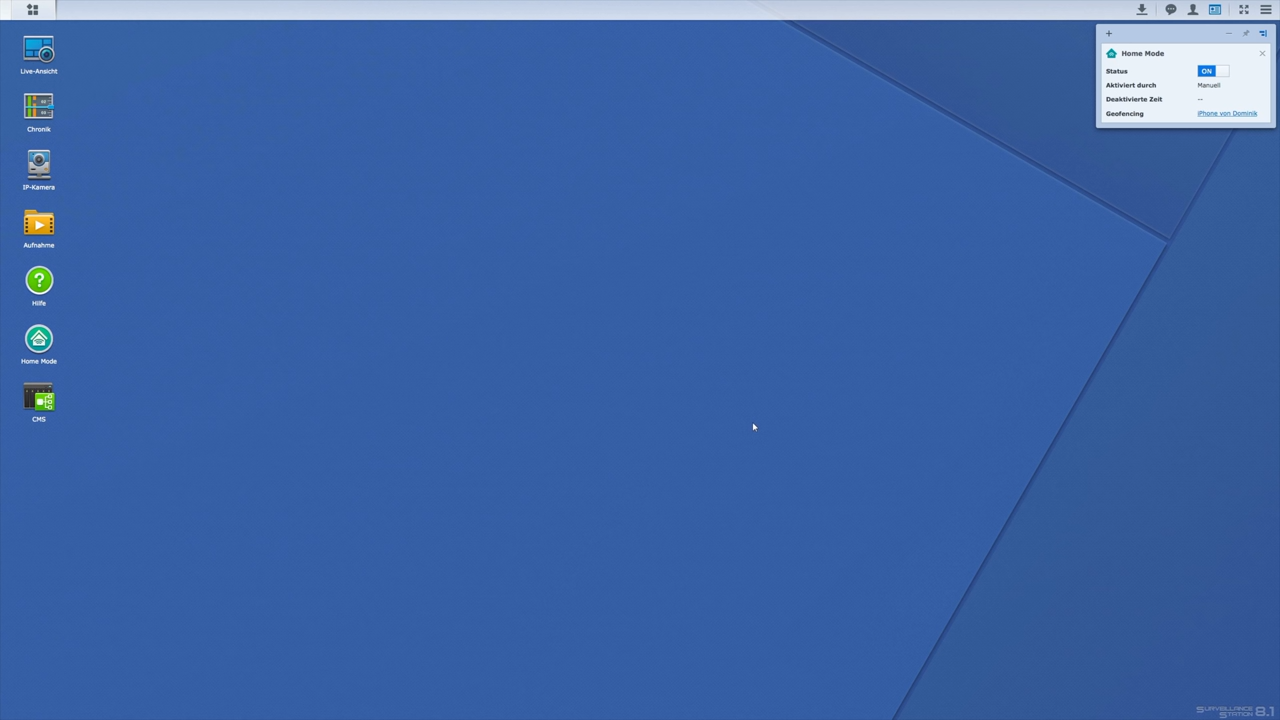 Live-Ansicht
Chronik
IP-Kamera
Aufnahme
Hilfe
Home Mode
CMS
Home Mode
Status ON
Aktiviert durch Manuell
Deaktivierte Zeit --
Geofencing iPhone von Dominik
SURVEILLANCE
STATION 8.1